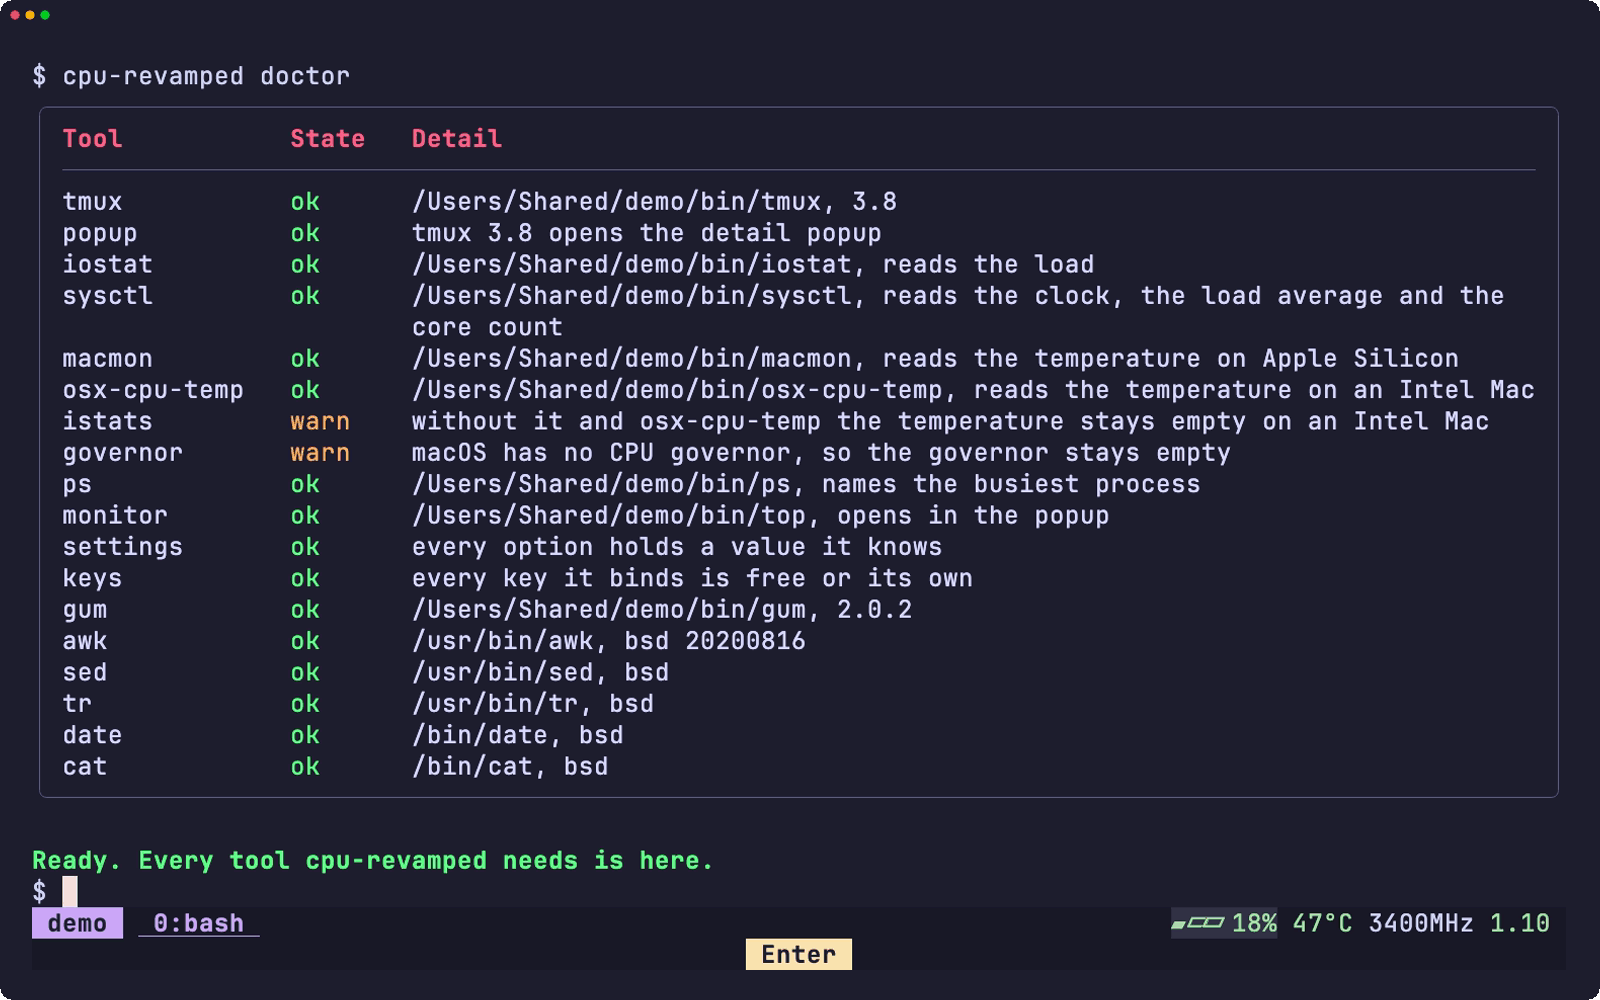 $ cpu-revamped doctor
Tool State Detail
tmux ok /Users/Shared/demo/bin/tmux, 3.8
popup ok tmux 3.8 opens the detail popup
iostat ok /Users/Shared/demo/bin/iostat, reads the load
sysctl ok /Users/Shared/demo/bin/sysctl, reads the clock, the load average and the
core count
macmon ok /Users/Shared/demo/bin/macmon, reads the temperature on Apple Silicon
osx-cpu-temp ok /Users/Shared/demo/bin/osx-cpu-temp, reads the temperature on an Intel Mac
istats warn without it and osx-cpu-temp the temperature stays empty on an Intel Mac
governor warn macOS has no CPU governor, so the governor stays empty
ps ok /Users/Shared/demo/bin/ps, names the busiest process
monitor ok /Users/Shared/demo/bin/top, opens in the popup
settings ok every option holds a value it knows
keys ok every key it binds is free or its own
gum ok /Users/Shared/demo/bin/gum, 2.0.2
awk ok /usr/bin/awk, bsd 20200816
sed ok /usr/bin/sed, bsd
tr ok /usr/bin/tr, bsd
date ok /bin/date, bsd
cat ok /bin/cat, bsd
Ready. Every tool cpu-revamped needs is here.
$
demo 0:bash 18% 47°C 3400MHz 1.10
Enter